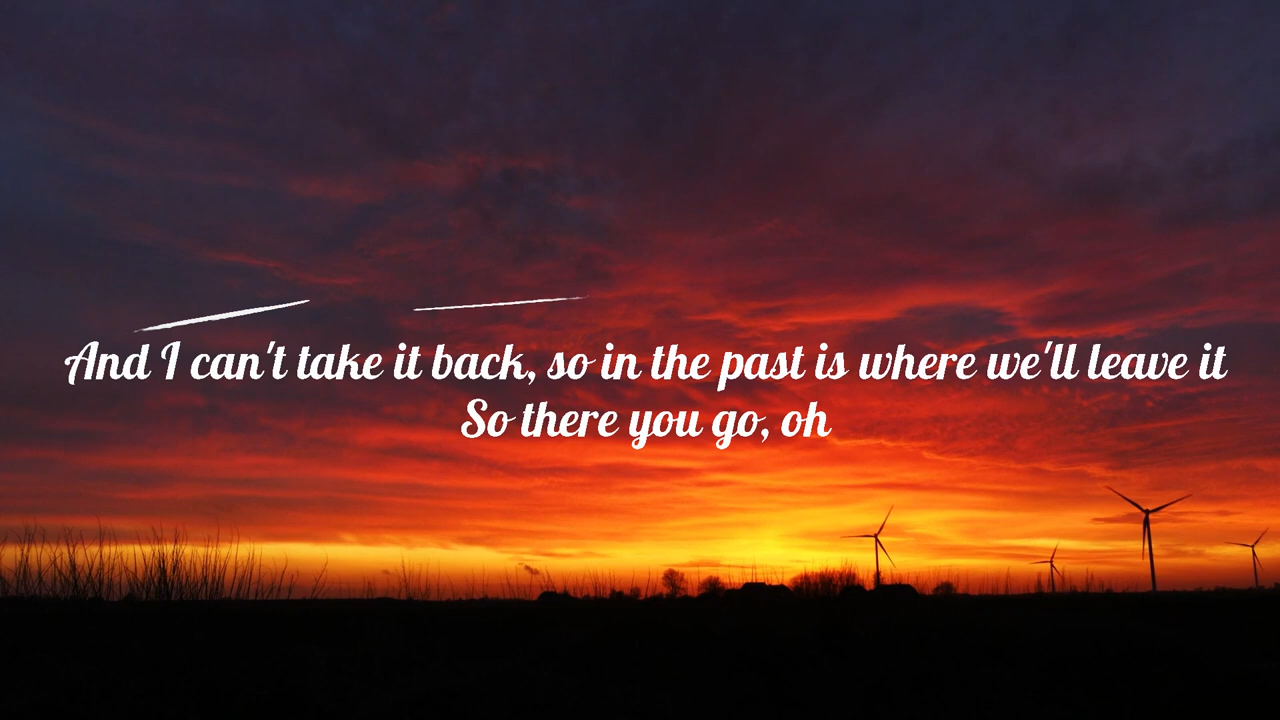 And I can't take it back, so in the past is where we'll leave it
So there you go, oh